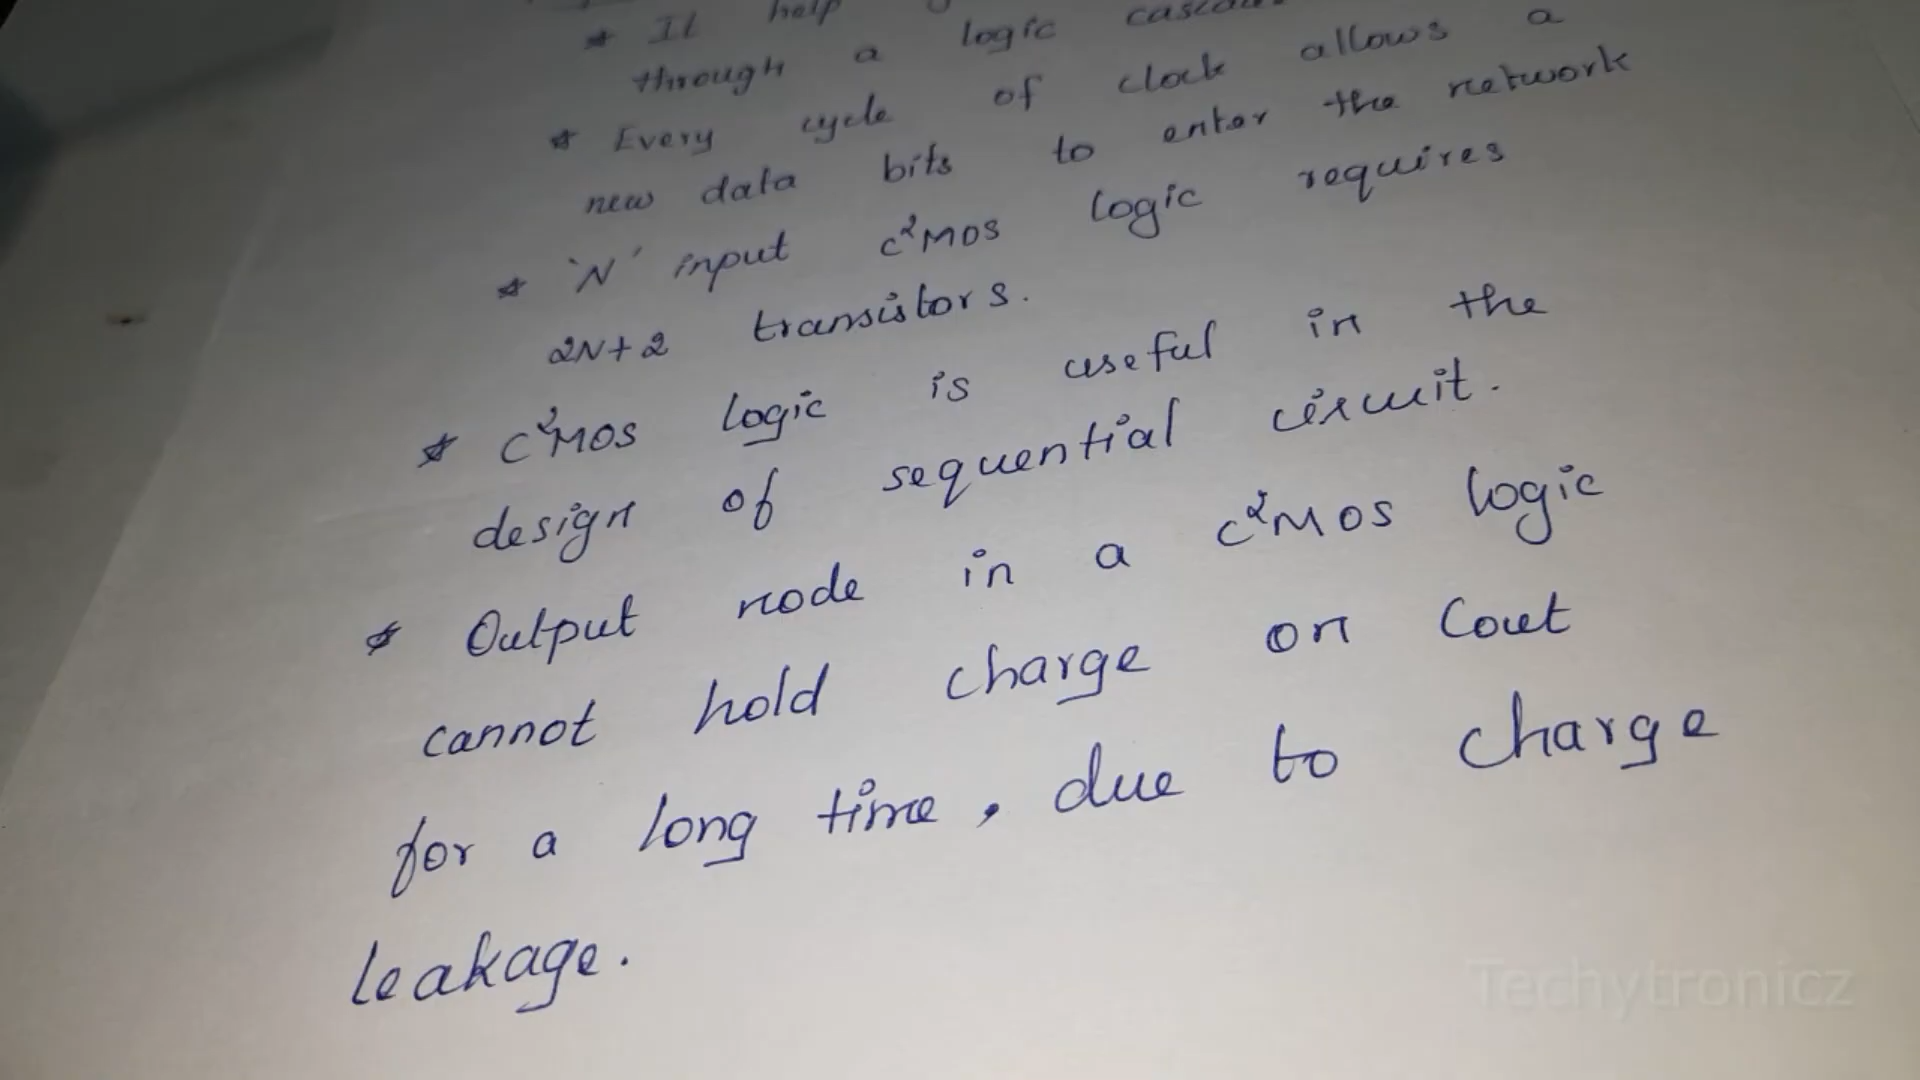 * It help
through a logic
* Every cycle of clock allows a
new data bits to enter the network
* 'N' input C²MOS logic requires
2N+2 transistors.
* C²MOS logic is useful in the
design of sequential circuit.
* Output node in a C²MOS logic
cannot hold charge on Cout
for a long time, due to charge
leakage.
Techytronicz